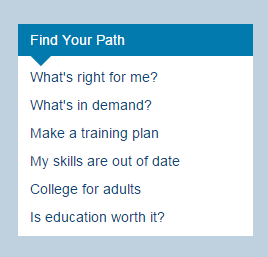 Find Your Path
What's right for me?
What's in demand?
Make a training plan
My skills are out of date
College for adults
Is education worth it?